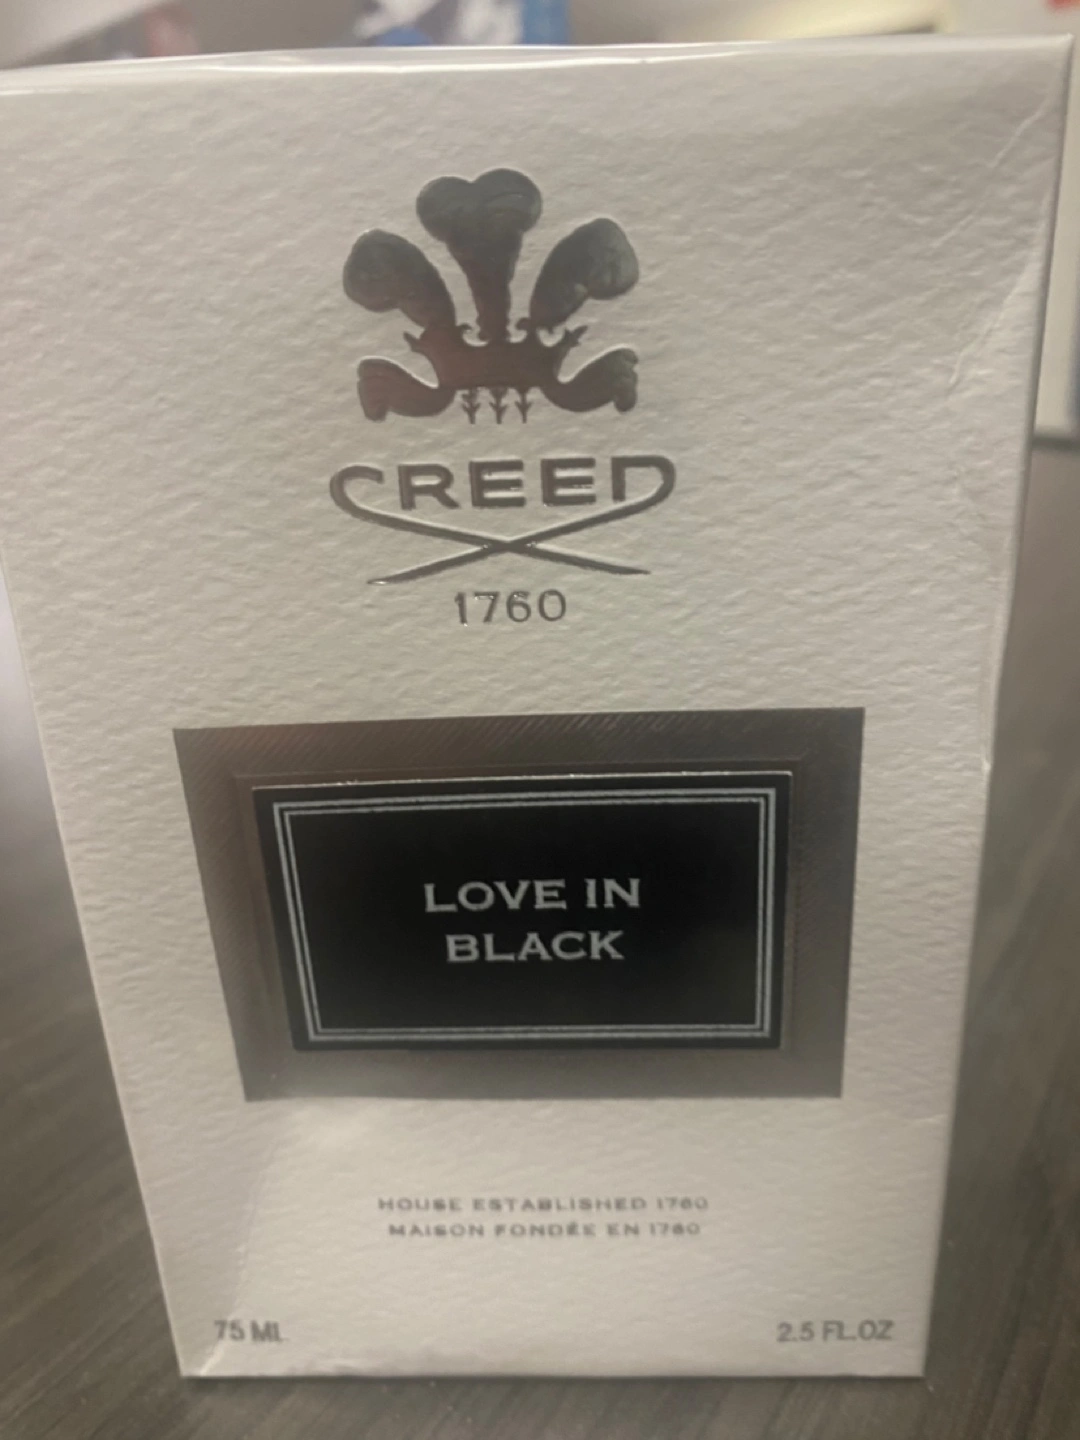 CREED
1760
LOVE IN
BLACK
HOUSE ESTABLISHED 1760
MAISON FONDÉE EN 1760
75 ML
2.5 FL.OZ